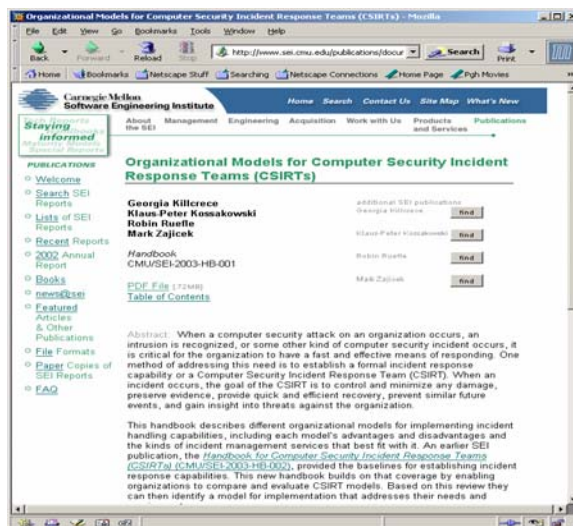 Organizational Models for Computer Security Incident Response Teams (CSIRTs) - Mozilla
File Edit View Go Bookmarks Tools Window Help
Back Forward Reload Stop http://www.sei.cmu.edu/publications/docur Search Print
Home Bookmarks Netscape Stuff Searching Netscape Connections Home Page Pgh Movies
Carnegie Mellon
Software Engineering Institute
Home Search Contact Us Site Map What's New
Staying
informed
About the SEI Management Engineering Acquisition Work with Us Products and Services Publications
PUBLICATIONS
Welcome
Search SEI
Reports
Lists of SEI
Reports
Recent Reports
2002 Annual
Report
Books
news@sei
Featured
Articles
& Other
Publications
File Formats
Paper Copies of
SEI Reports
FAQ
Organizational Models for Computer Security Incident
Response Teams (CSIRTs)
Georgia Killcrece
Klaus-Peter Kossakowski
Robin Ruefle
Mark Zajicek
additional SEI publications
Georgia Killcrece find
Klaus-Peter Kossakowski find
Robin Ruefle find
Mark Zajicek find
Handbook
CMU/SEI-2003-HB-001
PDF File
Table of Contents
Abstract: When a computer security attack on an organization occurs, an
intrusion is recognized, or some other kind of computer security incident occurs, it
is critical for the organization to have a fast and effective means of responding. One
method of addressing this need is to establish a formal incident response
capability or a Computer Security Incident Response Team (CSIRT). When an
incident occurs, the goal of the CSIRT is to control and minimize any damage,
preserve evidence, provide quick and efficient recovery, prevent similar future
events, and gain insight into threats against the organization.
This handbook describes different organizational models for implementing incident
handling capabilities, including each model's advantages and disadvantages and
the kinds of incident management services that best fit with it. An earlier SEI
publication, the Handbook for Computer Security Incident Response Teams
(CSIRTs) (CMU/SEI-2003-HB-002), provided the baselines for establishing incident
response capabilities. This new handbook builds on that coverage by enabling
organizations to compare and evaluate CSIRT models. Based on this review they
can then identify a model for implementation that addresses their needs and